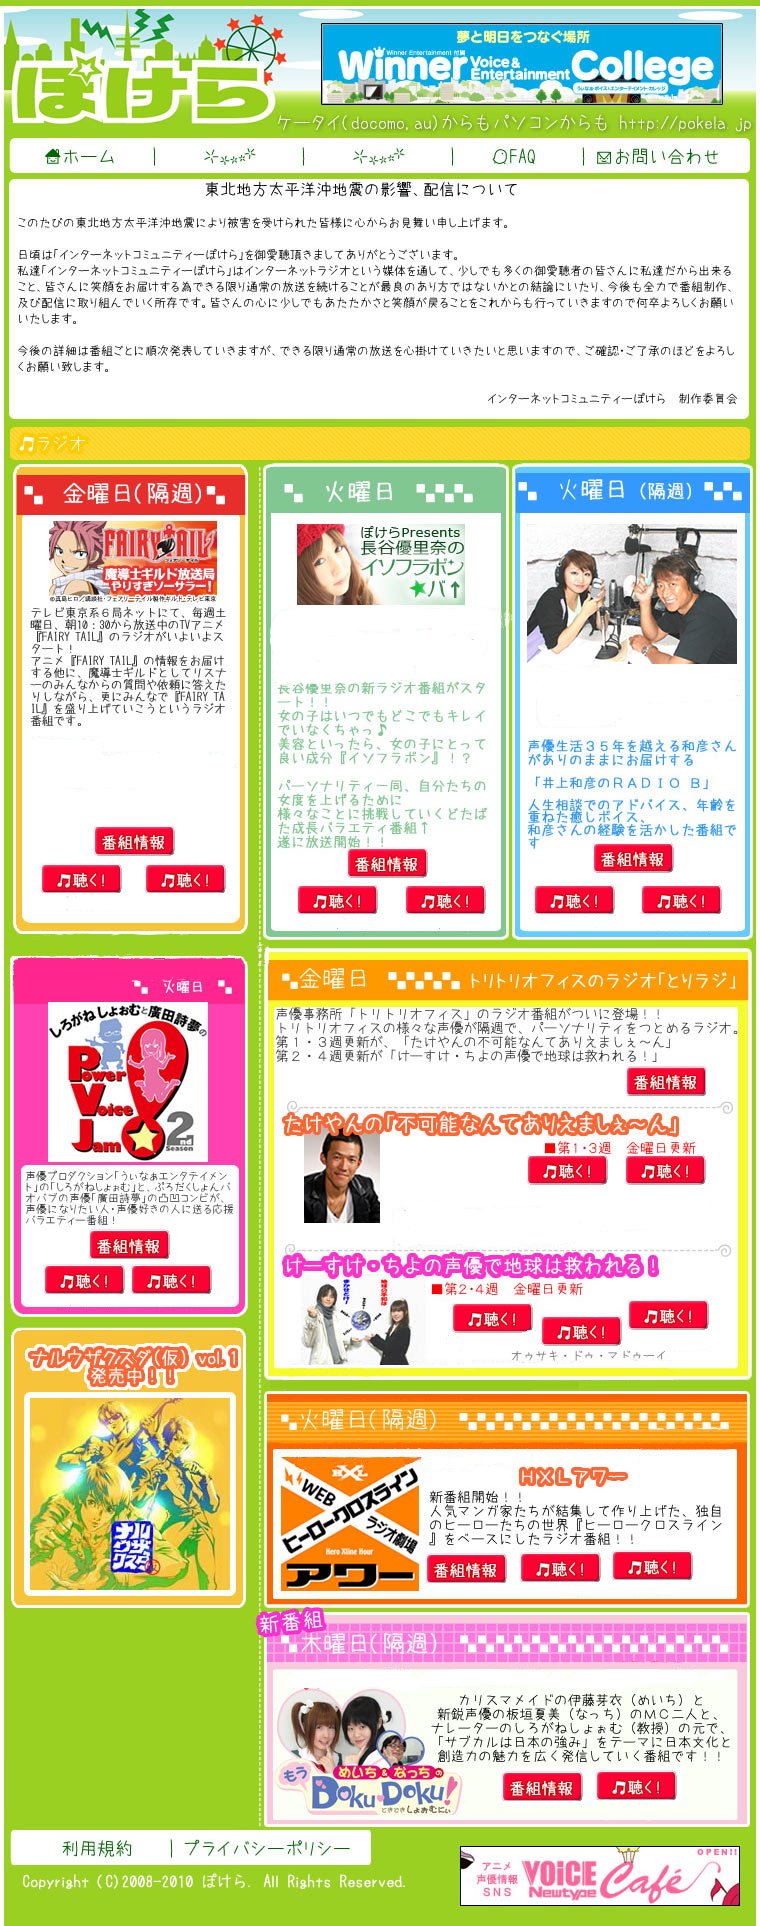 ぽけら
夢と明日をつなぐ場所
Winner Entertainment 付属
Winner Voice & Entertainment College
うぃなぁ・ボイス&エンターテイメント・カレッジ
ケータイ(docomo,au)からもパソコンからも http://pokela.jp
ホーム
FAQ
お問い合わせ
東北地方太平洋沖地震の影響、配信について
このたびの東北地方太平洋沖地震により被害を受けられた皆様に心からお見舞い申し上げます。
日頃は「インターネットコミュニティーぽけら」を御愛聴頂きましてありがとうございます。
私達「インターネットコミュニティーぽけら」はインターネットラジオという媒体を通して、少しでも多くの御愛聴者の皆さんに私達だから出来る
こと、皆さんに笑顔をお届けする為できる限り通常の放送を続けることが最良のあり方ではないかとの結論にいたり、今後も全力で番組制作、
及び配信に取り組んでいく所存です。皆さんの心に少しでもあたたかさと笑顔が戻ることをこれからも行っていきますので何卒よろしくお願い
いたします。
今後の詳細は番組ごとに順次発表していきますが、できる限り通常の放送を心掛けていきたいと思いますので、ご確認・ご了承のほどをよろし
くお願い致します。
インターネットコミュニティーぽけら　制作委員会
♫ラジオ
金曜日(隔週)
FAIRY TAIL
魔導士ギルド放送局
やりすぎソーサラー!
©真島ヒロ/講談社・フェアリーテイル製作ギルド・テレビ東京
テレビ東京系６局ネットにて、毎週土
曜日、朝10：30から放送中のTVアニメ
『FAIRY TAIL』のラジオがいよいよス
タート！
アニメ『FAIRY TAIL』の情報をお届け
する他に、魔導士ギルドとしてリスナ
ーのみんなからの質問や依頼に答えた
りしながら、更にみんなで『FAIRY TA
IL』を盛り上げていこうというラジオ
番組です。
番組情報
♫聴く!
♫聴く!
火曜日
ぽけらPresents
長谷優里奈の
イソフラボン
★バ↑
長谷優里奈の新ラジオ番組がスタ
ート！！
女の子はいつでもどこでもキレイ
でいなくちゃっ♪
美容といったら、女の子にとって
良い成分『イソフラボン』！？
パーソナリティー同、自分たちの
女度を上げるために
様々なことに挑戦していくどたば
た成長バラエティ番組↑
遂に放送開始！！
番組情報
♫聴く!
♫聴く!
火曜日 (隔週)
声優生活３５年を越える和彦さん
がありのままにお届けする
「井上和彦のＲＡＤＩＯ Ｂ」
人生相談でのアドバイス、年齢を
重ねた癒しボイス、
和彦さんの経験を活かした番組で
す
番組情報
♫聴く!
♫聴く!
火曜日
しろがねしょおむと廣田詩夢の
Power
Voice
Jam
2nd
Season
声優プロダクション「うぃなぁエンタテイメン
ト」の「しろがねしょおむ」と、ぷろだくしょんバ
オバブの声優「廣田詩夢」の凸凹コンビが、
声優になりたい人・声優好きの人に送る応援
バラエティー番組！
番組情報
♫聴く!
♫聴く!
金曜日 トリトリオフィスのラジオ「とりラジ」
声優事務所「トリトリオフィス」のラジオ番組がついに登場！！
トリトリオフィスの様々な声優が隔週で、パーソナリティをつとめるラジオ。
第１・３週更新が、「たけやんの不可能なんてありえましぇ～ん」
第２・４週更新が「けーすけ・ちよの声優で地球は救われる！」
番組情報
たけやんの「不可能なんてありえましぇ～ん」
■第1・3週　金曜日更新
♫聴く!
♫聴く!
けーすけ・ちよの声優で地球は救われる！
■第2・4週　金曜日更新
♫聴く!
♫聴く!
♫聴く!
オゥサキ・ドゥ・マドゥーイ
ナルウザクスダ(仮) vol.1
発売中！！
ナルウザクスダ
仮
火曜日(隔週)
HXL
WEB
ヒーロークロスライン
ラジオ劇場
Hero Xline Hour
アワー
HXLアワー
新番組開始！！
人気マンガ家たちが結集して作り上げた、独自
のヒーローたちの世界『ヒーロークロスライン
』をベースにしたラジオ番組！！
番組情報
♫聴く!
♫聴く!
新番組
木曜日(隔週)
もう
めいち&なっちの
DokuDoku!
どきどきしょおむにぃ
カリスマメイドの伊藤芽衣（めいち）と
新鋭声優の板垣夏美（なっち）のＭＣ二人と、
ナレーターのしろがねしょぉむ（教授）の元で、
「サブカルは日本の強み」をテーマに日本文化と
創造力の魅力を広く発信していく番組です！！
番組情報
♫聴く!
利用規約
プライバシーポリシー
アニメ
声優情報
SNS
VOiCE
Newtype
Café
OPEN!!
Copyright (C)2008-2010 ぽけら. All Rights Reserved.